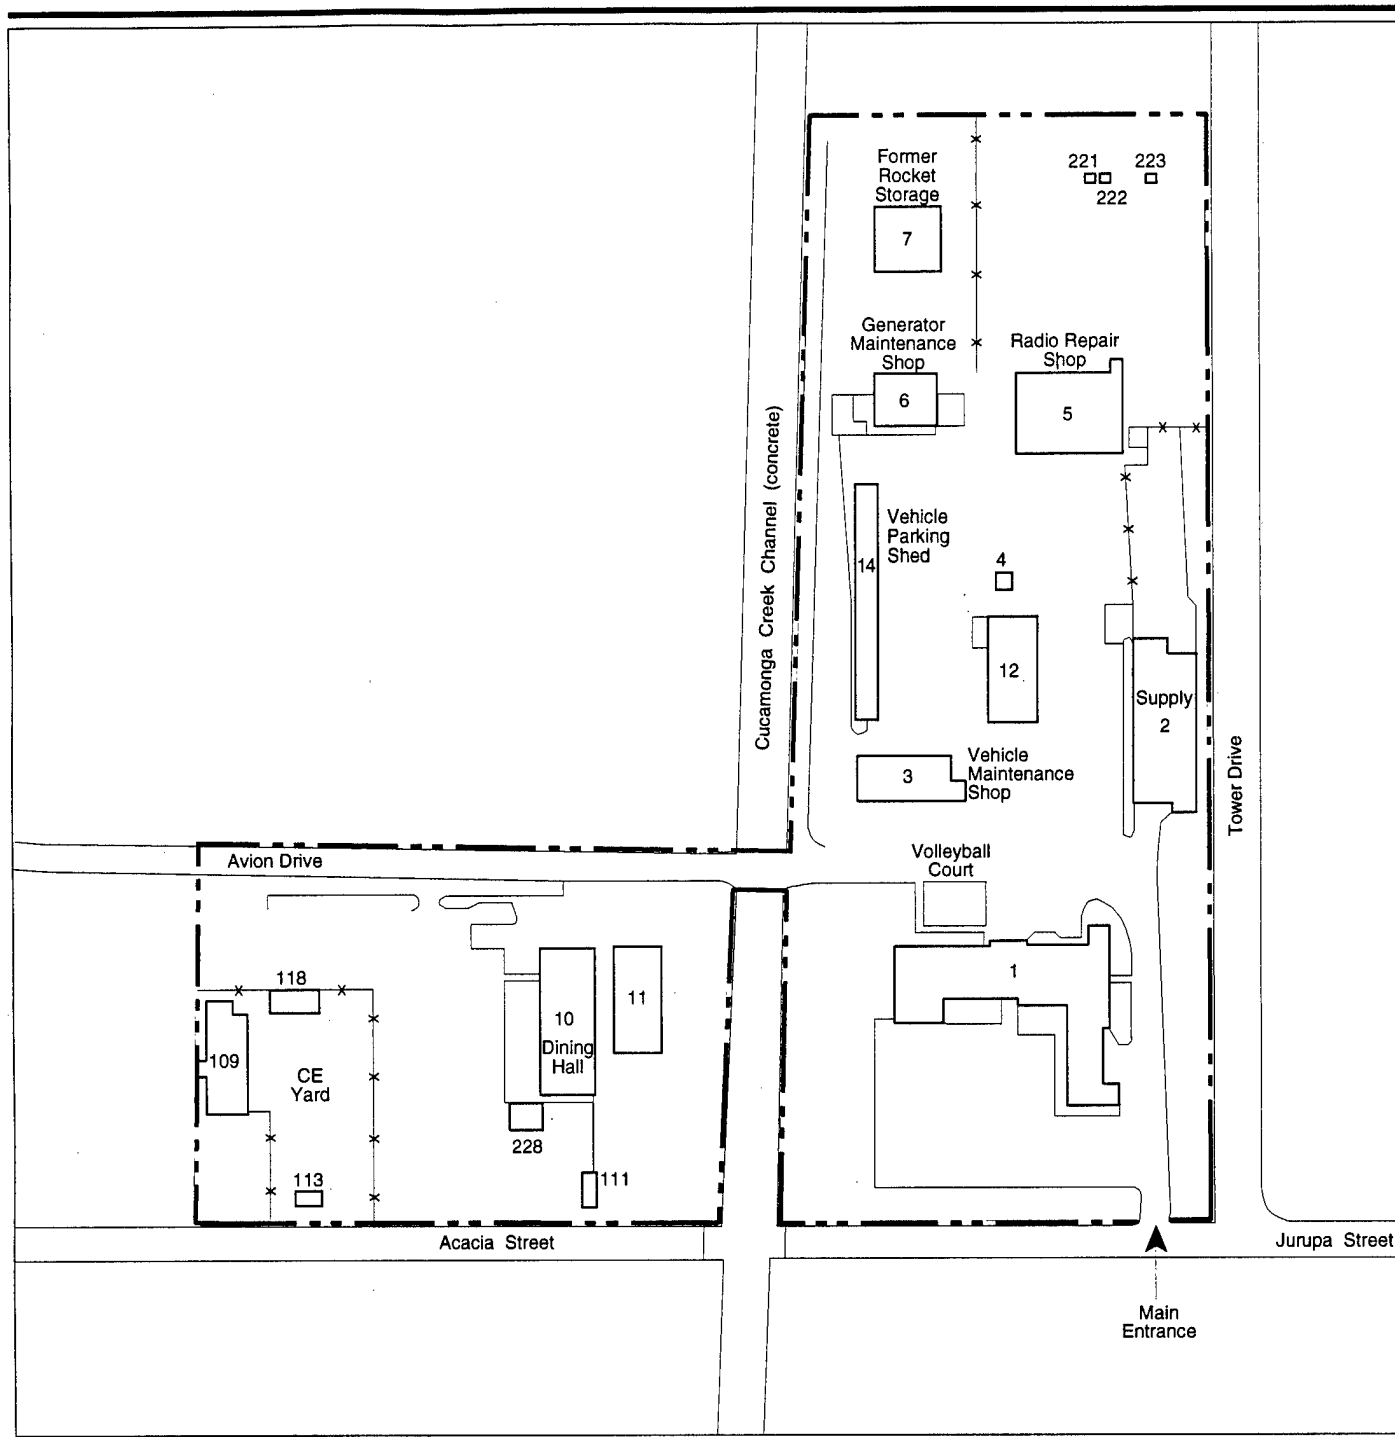 221
223
222
Former
Rocket
Storage
7
Generator
Maintenance
Shop
6
Radio Repair
Shop
5
Cucamonga Creek Channel (concrete)
Vehicle
Parking
Shed
14
4
12
Supply
2
3
Vehicle
Maintenance
Shop
Tower Drive
Avion Drive
Volleyball
Court
1
118
109
CE
Yard
113
10
Dining
Hall
11
228
111
Acacia Street
Jurupa Street
Main
Entrance